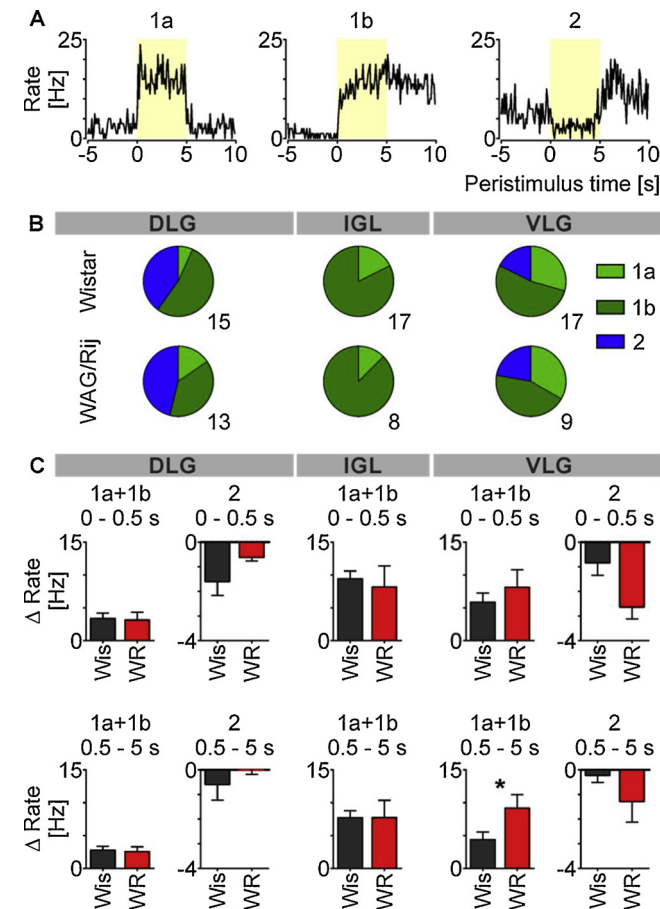 A
1a
1b
2
25
25
25
Rate
[Hz]
0
0
0
-5 0 5 10
-5 0 5 10
-5 0 5 10
Peristimulus time [s]
B
DLG
IGL
VLG
Wistar
15
17
17
1a
1b
2
WAG/Rij
13
8
9
C
DLG
IGL
VLG
1a+1b
0 - 0.5 s
2
0 - 0.5 s
1a+1b
0 - 0.5 s
1a+1b
0 - 0.5 s
2
0 - 0.5 s
Δ Rate
[Hz]
15
0
0
-4
15
0
15
0
0
-4
Wis WR
Wis WR
Wis WR
Wis WR
Wis WR
1a+1b
0.5 - 5 s
2
0.5 - 5 s
1a+1b
0.5 - 5 s
1a+1b
0.5 - 5 s
2
0.5 - 5 s
Δ Rate
[Hz]
15
0
0
-4
15
0
15
0
*
0
-4
Wis WR
Wis WR
Wis WR
Wis WR
Wis WR